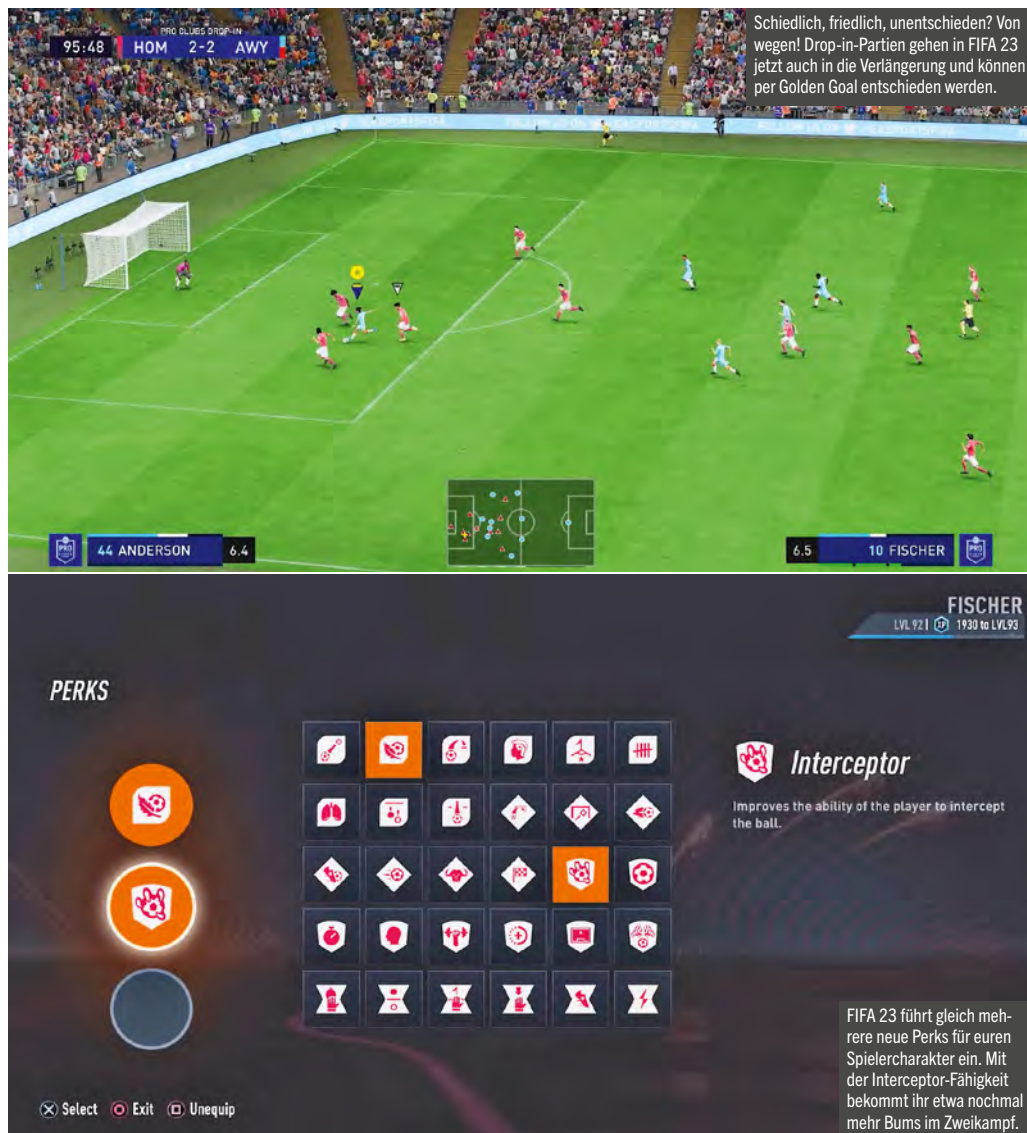 PRO CLUBS DROP-IN
95:48 HOM 2-2 AWY
Schiedlich, friedlich, unentschieden? Von
wegen! Drop-in-Partien gehen in FIFA 23
jetzt auch in die Verlängerung und können
per Golden Goal entschieden werden.
44 ANDERSON 6.4
6.5 10 FISCHER
FISCHER
LVL 92 1930 to LVL93
PERKS
Interceptor
Improves the ability of the player to intercept
the ball.
Select Exit Unequip
FIFA 23 führt gleich meh-
rere neue Perks für euren
Spielercharakter ein. Mit
der Interceptor-Fähigkeit
bekommt ihr etwa nochmal
mehr Bums im Zweikampf.